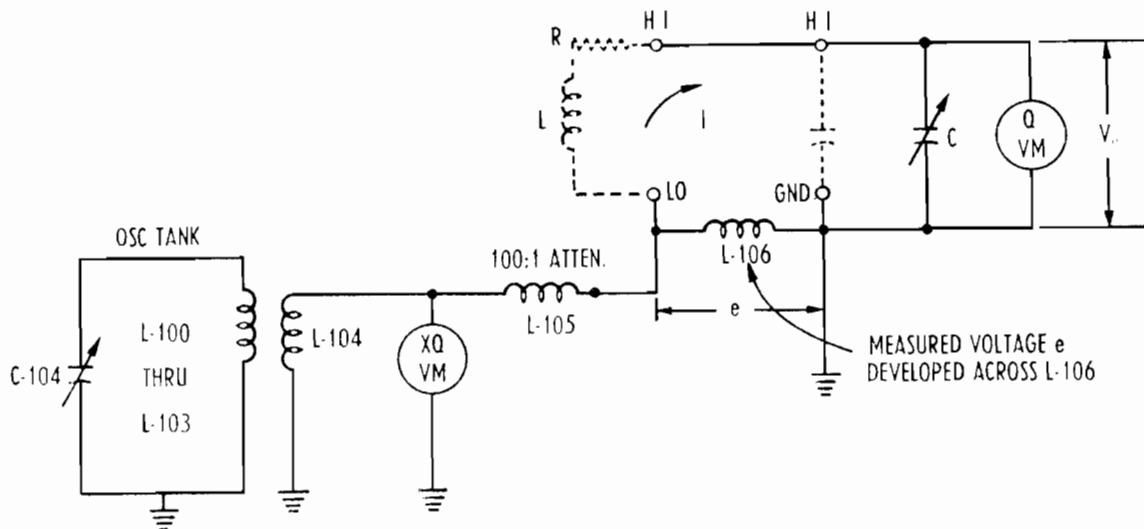 HI
HI
R
L
I
C
Q
VM
V
LO
GND
L-106
OSC TANK
100:1 ATTEN.
L-105
e
L-100
THRU
L-103
C-104
L-104
XQ
VM
MEASURED VOLTAGE e
DEVELOPED ACROSS L-106